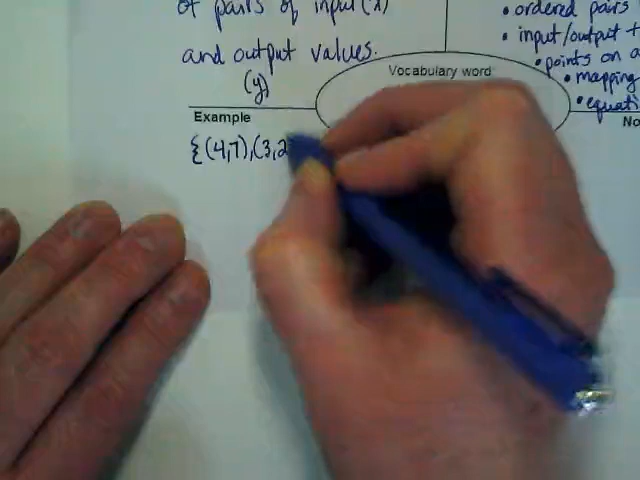 of pairs of input (x)
and output values.
(y)
• ordered pairs
• input/output
• points on a
• mapping
•
Vocabulary word
Example
No
{(4,7),(3,2